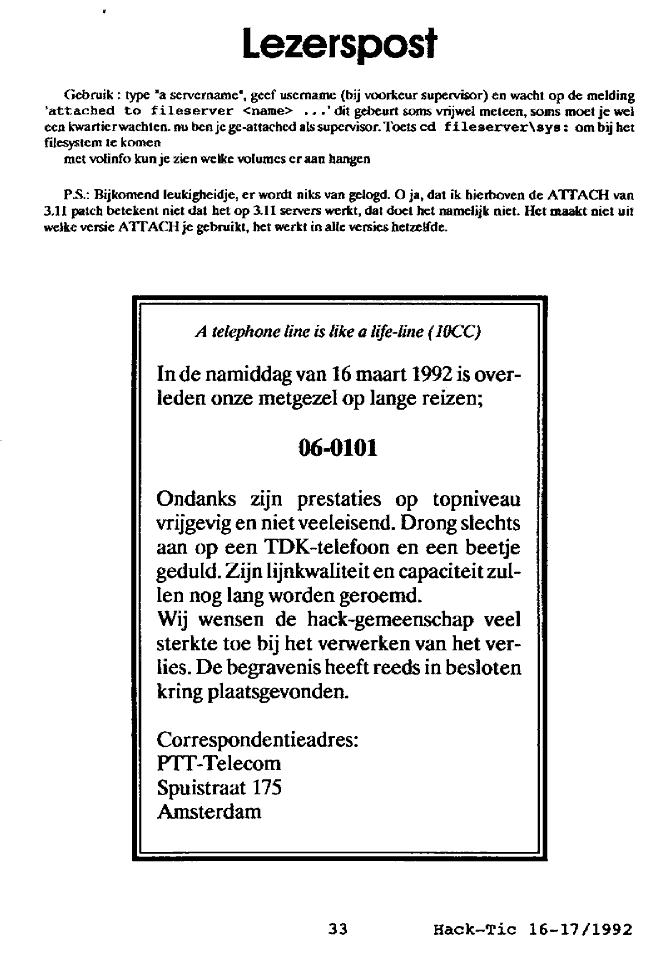 Lezerspost
Gebruik : type "a servername", geef username (bij voorkeur supervisor) en wacht op de melding
'attached to fileserver <name> ...' dit gebeurt soms vrijwel meteen, soms moet je wel
een kwartier wachten. nu ben je ge-attached als supervisor. Toets cd fileserver\sys: om bij het
filesystem te komen
met volinfo kun je zien welke volumes er aan hangen
P.S.: Bijkomend leukigheidje, er wordt niks van gelogd. O ja, dat ik hierboven de ATTACH van
3.11 patch betekent niet dat het op 3.11 servers werkt, dat doet het namelijk niet. Het maakt niet uit
welke versie ATTACH je gebruikt, het werkt in alle versies hetzelfde.
A telephone line is like a life-line (10CC)
In de namiddag van 16 maart 1992 is over-
leden onze metgezel op lange reizen;
06-0101
Ondanks zijn prestaties op topniveau
vrijgevig en niet veeleisend. Drong slechts
aan op een TDK-telefoon en een beetje
geduld. Zijn lijnkwaliteit en capaciteit zul-
len nog lang worden geroemd.
Wij wensen de hack-gemeenschap veel
sterkte toe bij het verwerken van het ver-
lies. De begravenis heeft reeds in besloten
kring plaatsgevonden.
Correspondentieadres:
PTT-Telecom
Spuistraat 175
Amsterdam
33 Hack-Tic 16-17/1992